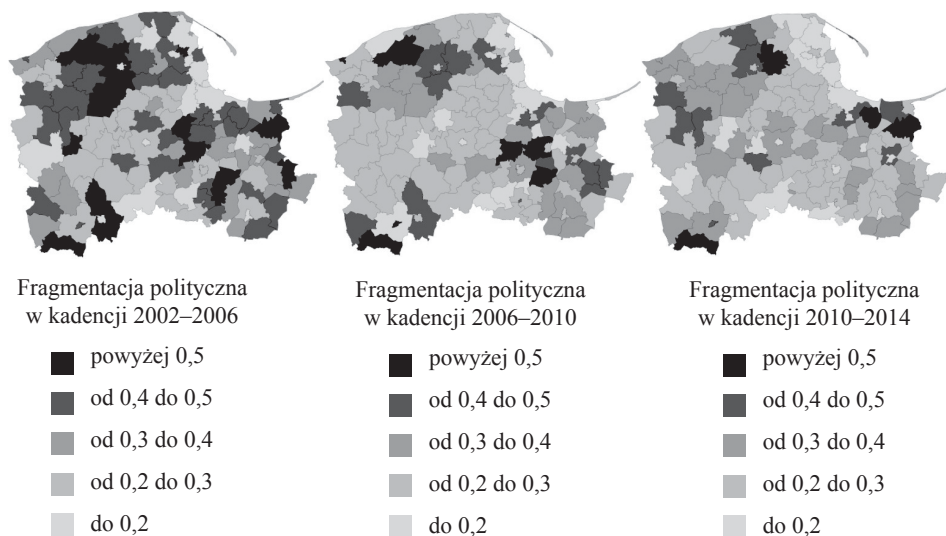 Fragmentacja polityczna
w kadencji 2002–2006
powyżej 0,5
od 0,4 do 0,5
od 0,3 do 0,4
od 0,2 do 0,3
do 0,2
Fragmentacja polityczna
w kadencji 2006–2010
powyżej 0,5
od 0,4 do 0,5
od 0,3 do 0,4
od 0,2 do 0,3
do 0,2
Fragmentacja polityczna
w kadencji 2010–2014
powyżej 0,5
od 0,4 do 0,5
od 0,3 do 0,4
od 0,2 do 0,3
do 0,2